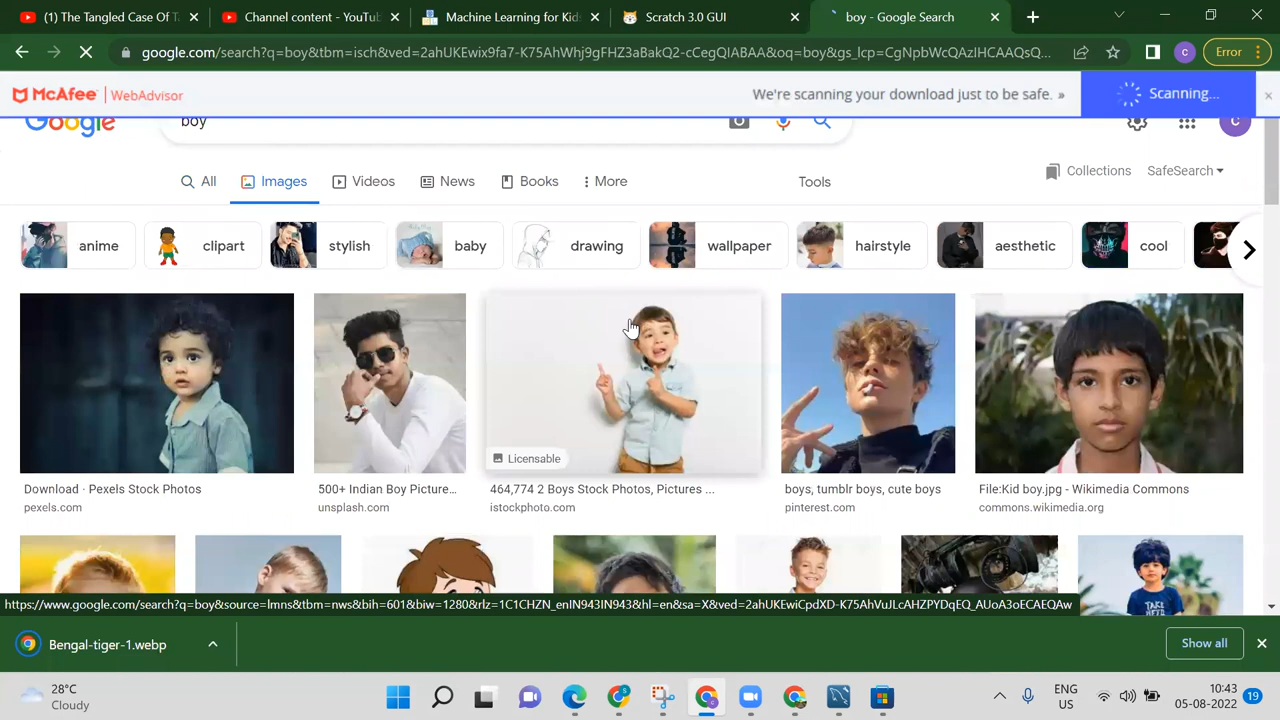 (1) The Tangled Case Of T
Channel content - YouTu
Machine Learning for Kids
Scratch 3.0 GUI
boy - Google Search
google.com/search?q=boy&tbm=isch&ved=2ahUKEwix9fa7-K75AhWhj9gFHZ3aBakQ2-cCegQIABAA&oq=boy&gs_lcp=CgNpbWcQAzIHCAAQsQ...
C
Error
McAfee | WebAdvisor
We're scanning your download just to be safe. »
Scanning...
Google
boy
C
All
Images
Videos
News
Books
More
Tools
Collections
SafeSearch
anime
clipart
stylish
baby
drawing
wallpaper
hairstyle
aesthetic
cool
Licensable
Download · Pexels Stock Photos
pexels.com
500+ Indian Boy Picture...
unsplash.com
464,774 2 Boys Stock Photos, Pictures ...
istockphoto.com
boys, tumblr boys, cute boys
pinterest.com
File:Kid boy.jpg - Wikimedia Commons
commons.wikimedia.org
https://www.google.com/search?q=boy&source=lmns&tbm=nws&bih=601&biw=1280&rlz=1C1CHZN_enIN943IN943&hl=en&sa=X&ved=2ahUKEwiCpdXD-K75AhVuJLcAHZPYDqEQ_AUoA3oECAEQAw
Bengal-tiger-1.webp
Show all
28°C
Cloudy
ENG
US
10:43
05-08-2022
19